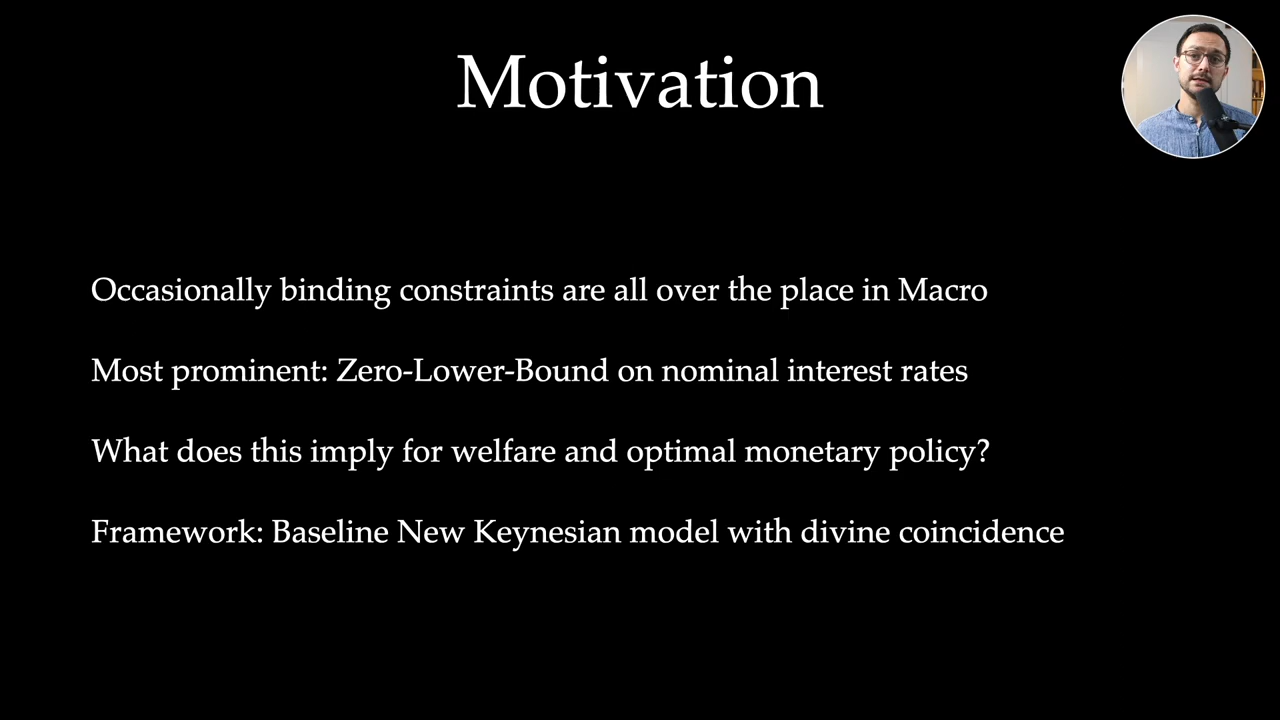 Motivation
Occasionally binding constraints are all over the place in Macro
Most prominent: Zero-Lower-Bound on nominal interest rates
What does this imply for welfare and optimal monetary policy?
Framework: Baseline New Keynesian model with divine coincidence